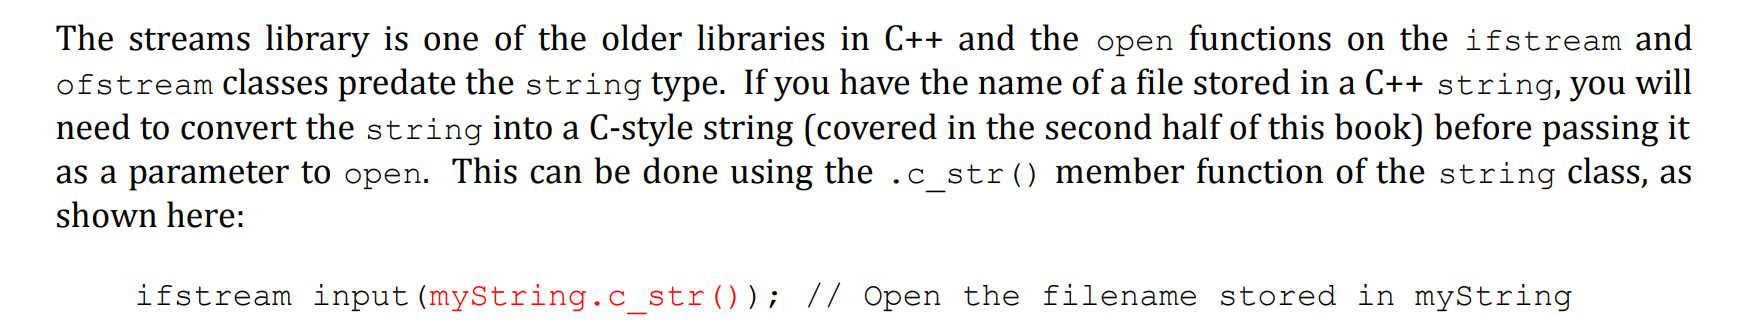 The streams library is one of the older libraries in C++ and the open functions on the ifstream and
ofstream classes predate the string type. If you have the name of a file stored in a C++ string, you will
need to convert the string into a C-style string (covered in the second half of this book) before passing it
as a parameter to open. This can be done using the .c_str() member function of the string class, as
shown here:
ifstream input(myString.c_str()); // Open the filename stored in myString